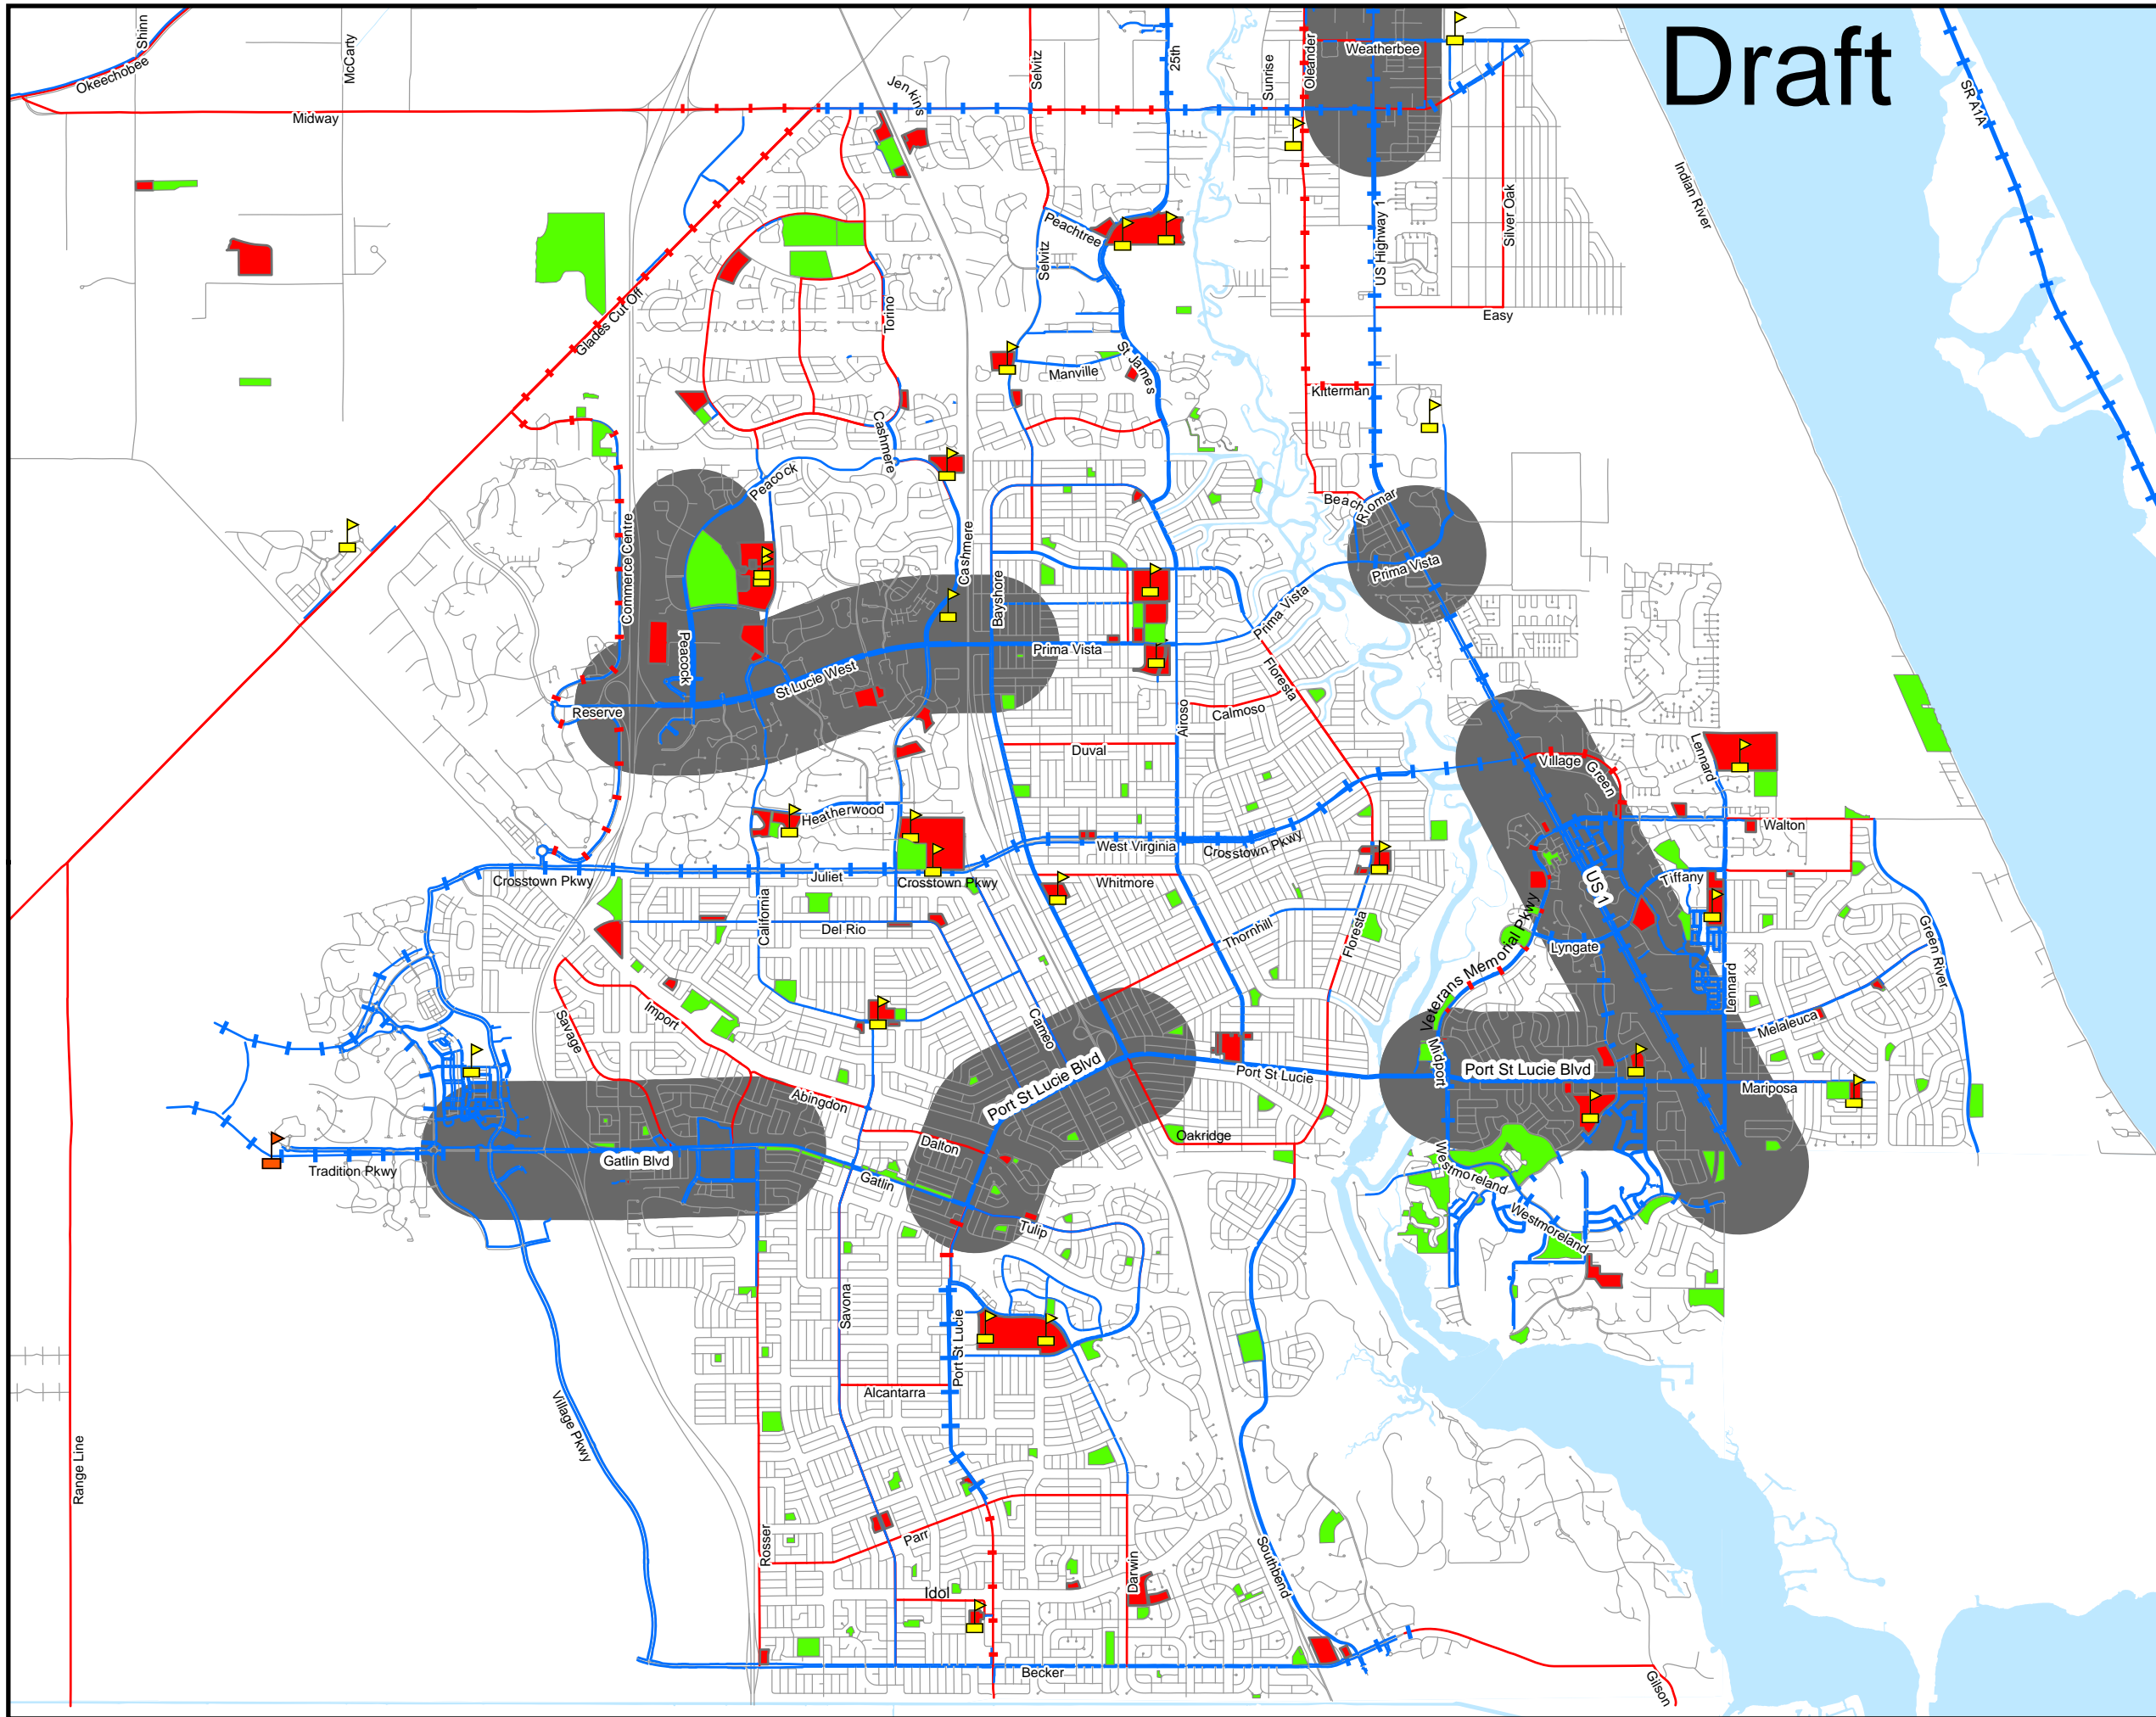 Draft
Shinn
Okeechobee
McCarty
Midway
Jenkins
Selvitz
25th
Sunrise
Oleander
Weatherbee
SR A1A
Indian River
Silver Oak
US Highway 1
Easy
Peachtree
Selvitz
Torino
Glades Cut Off
St James
Manville
Kitterman
Cashmere
Peacock
Beach
Riomar
Prima Vista
Commerce Centre
Cashmere
Bayshore
Prima Vista
Peacock
Prima Vista
St Lucie West
Reserve
Floresta
Calmoso
Airoso
Duval
Village
Green
Lennard
Heatherwood
West Virginia
Crosstown Pkwy
Walton
Crosstown Pkwy
Juliet
Crosstown Pkwy
Whitmore
US 1
Tiffany
California
Del Rio
Thornhill
Floresta
Veterans Memorial Pkwy
Lyngate
Green River
Lennard
Savage
Import
Cameo
Melaleuca
Midport
Port St Lucie Blvd
Port St Lucie
Port St Lucie Blvd
Mariposa
Abingdon
Dalton
Oakridge
Tradition Pkwy
Gatlin Blvd
Gatlin
Westmoreland
Westmoreland
Tulip
Savona
Port St Lucie
Alcantarra
Village Pkwy
Range Line
Rosser
Parr
Idol
Darwin
Southbend
Becker
Gilson